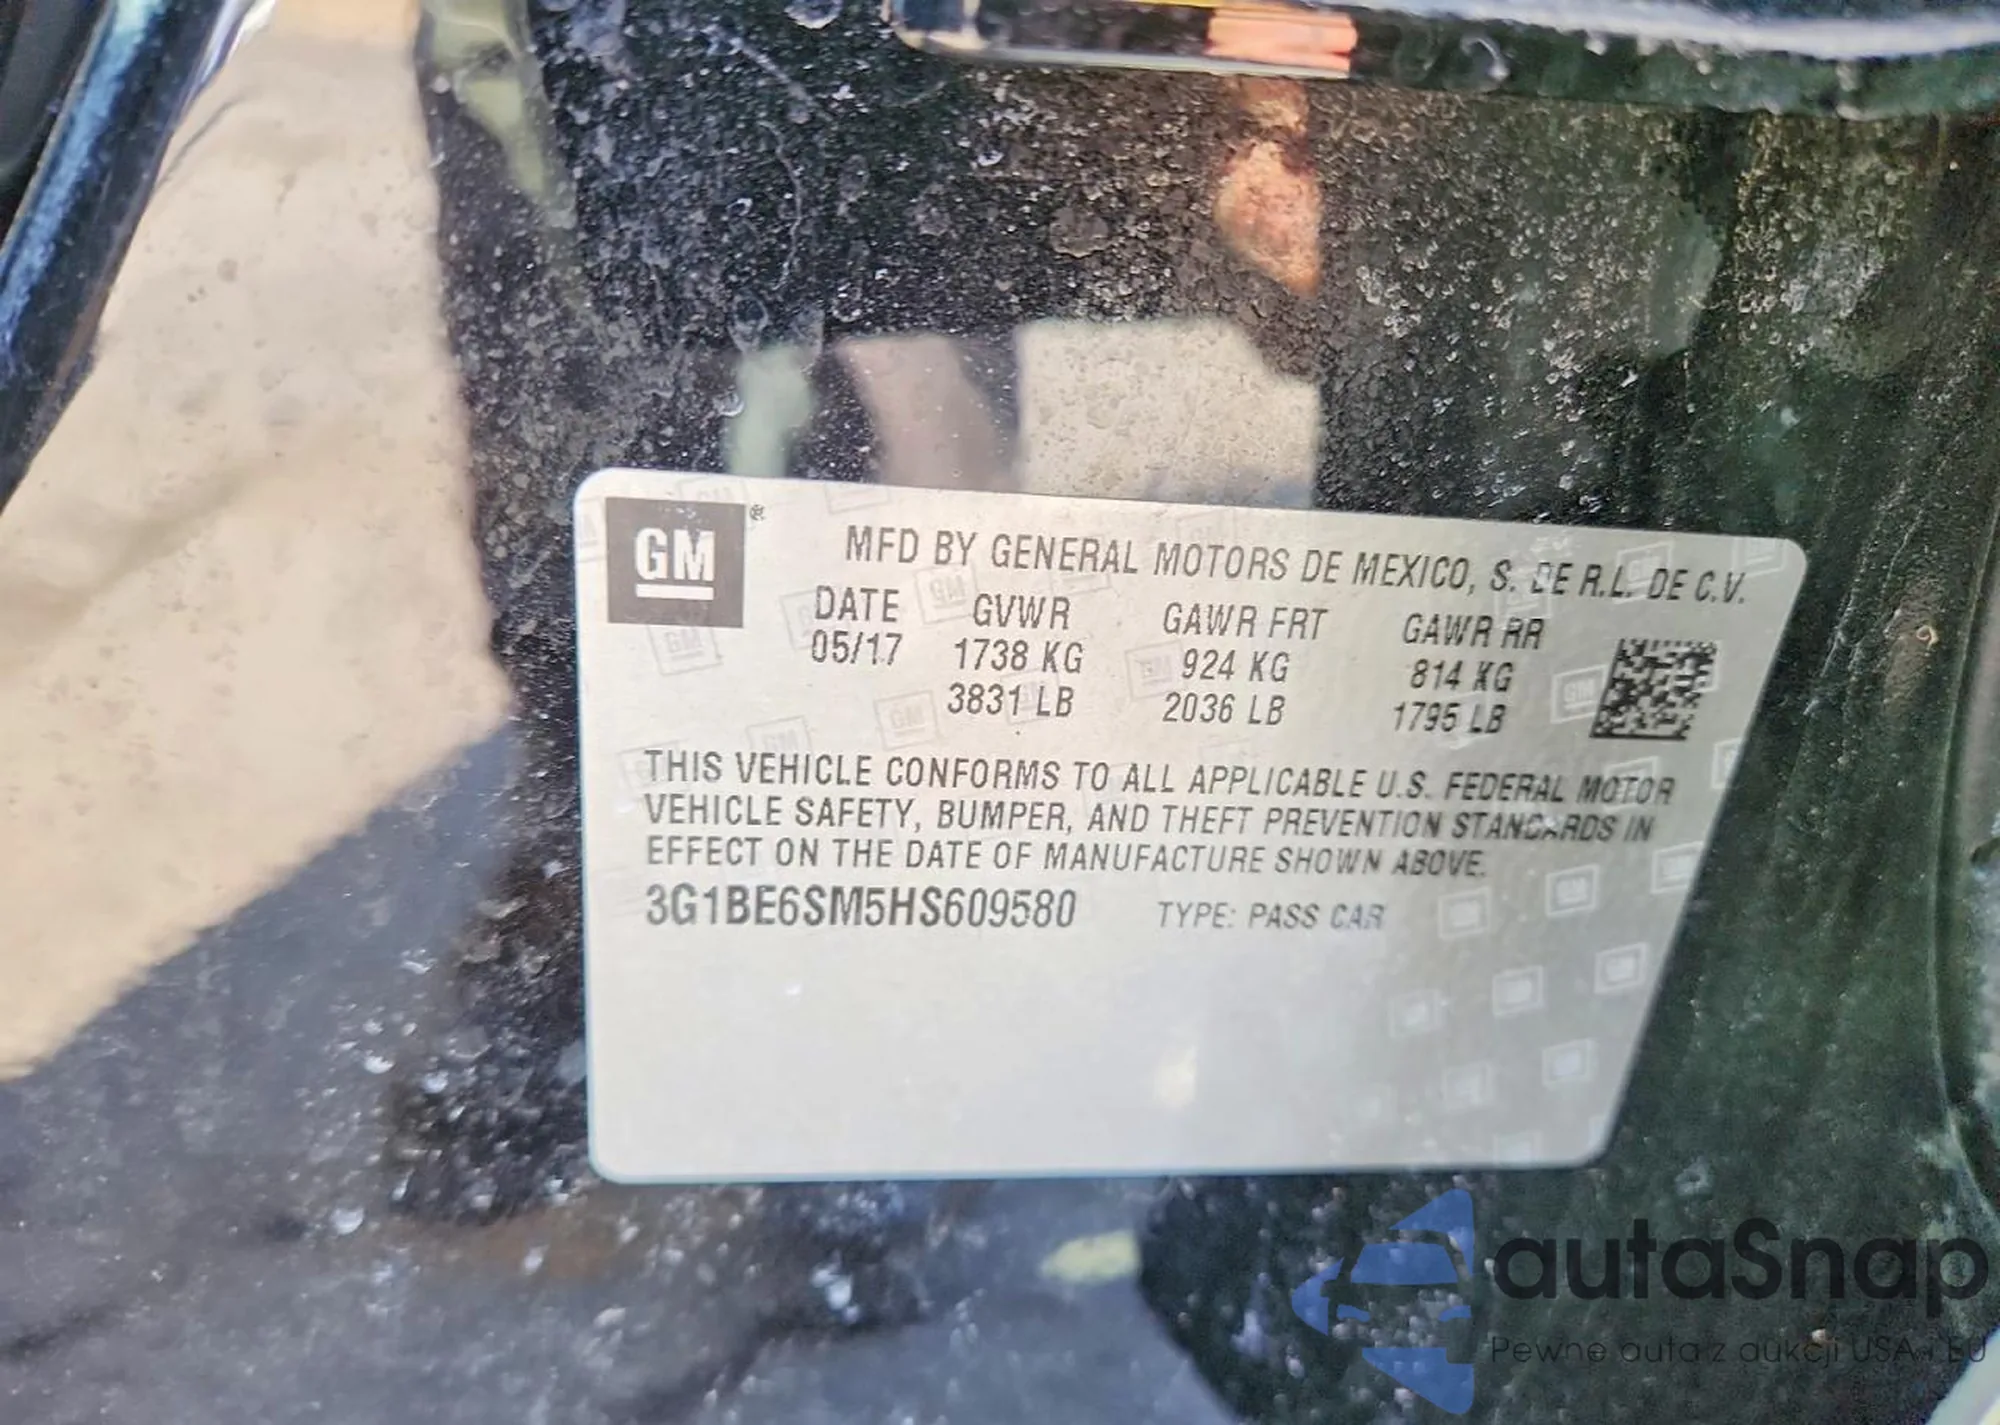 GM®
MFD BY GENERAL MOTORS DE MEXICO, S. DE R.L. DE C.V.
DATE GVWR GAWR FRT GAWR RR
05/17 1738 KG 924 KG 814 KG
3831 LB 2036 LB 1795 LB
THIS VEHICLE CONFORMS TO ALL APPLICABLE U.S. FEDERAL MOTOR
VEHICLE SAFETY, BUMPER, AND THEFT PREVENTION STANDARDS IN
EFFECT ON THE DATE OF MANUFACTURE SHOWN ABOVE.
3G1BE6SM5HS609580 TYPE: PASS CAR
autaSnap
Pewne auta z aukcji USA i EU